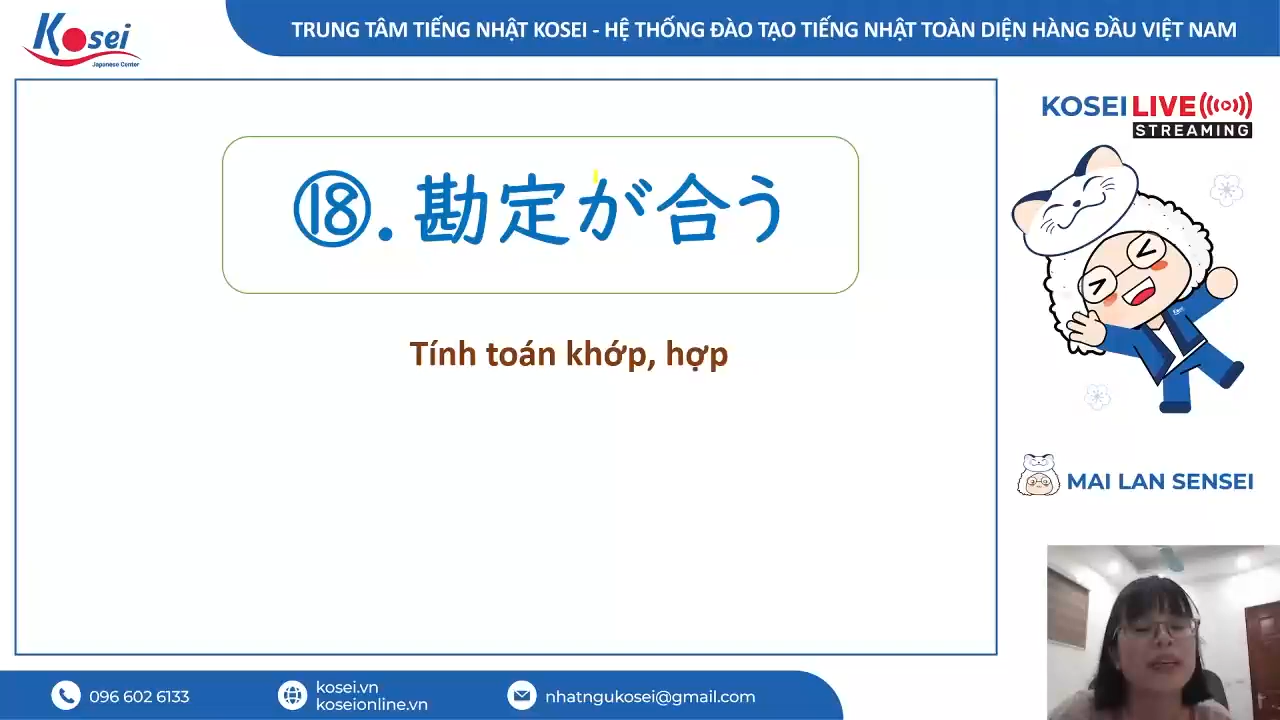 Kosei
Japanese Center
TRUNG TÂM TIẾNG NHẬT KOSEI - HỆ THỐNG ĐÀO TẠO TIẾNG NHẬT TOÀN DIỆN HÀNG ĐẦU VIỆT NAM
KOSEI LIVE
STREAMING
⑱. 勘定が合う
Tính toán khớp, hợp
MAI LAN SENSEI
096 602 6133
kosei.vn
koseionline.vn
nhatngukosei@gmail.com